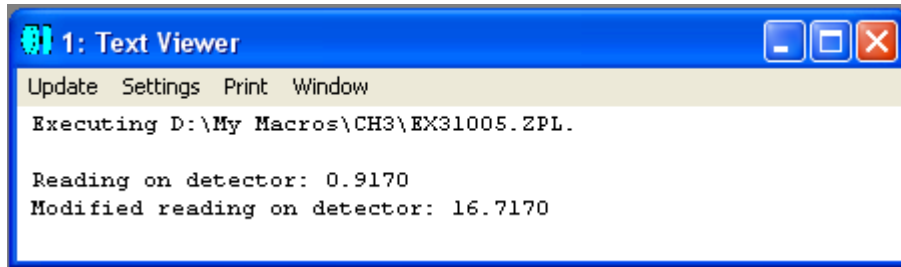 1: Text Viewer
Update Settings Print Window
Executing D:\My Macros\CH3\EX31005.ZPL.
Reading on detector: 0.9170
Modified reading on detector: 16.7170